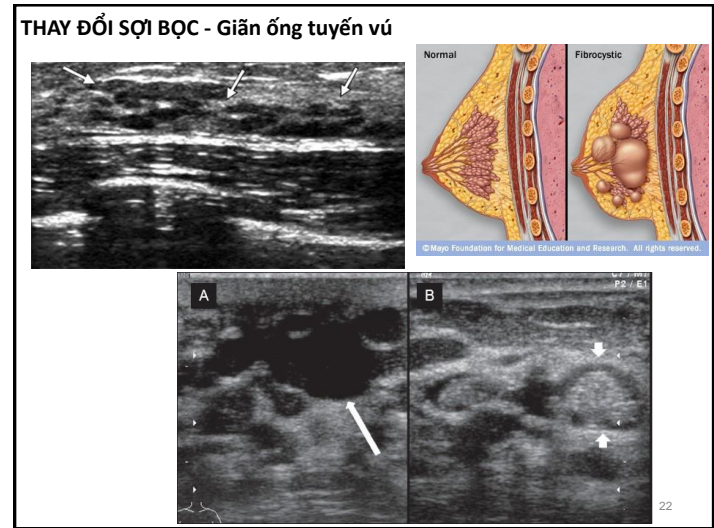 THAY ĐỔI SỢI BỌC - Giãn ống tuyến vú
Normal
Fibrocystic
©Mayo Foundation for Medical Education and Research. All rights reserved.
A
B
P2 / E1
22